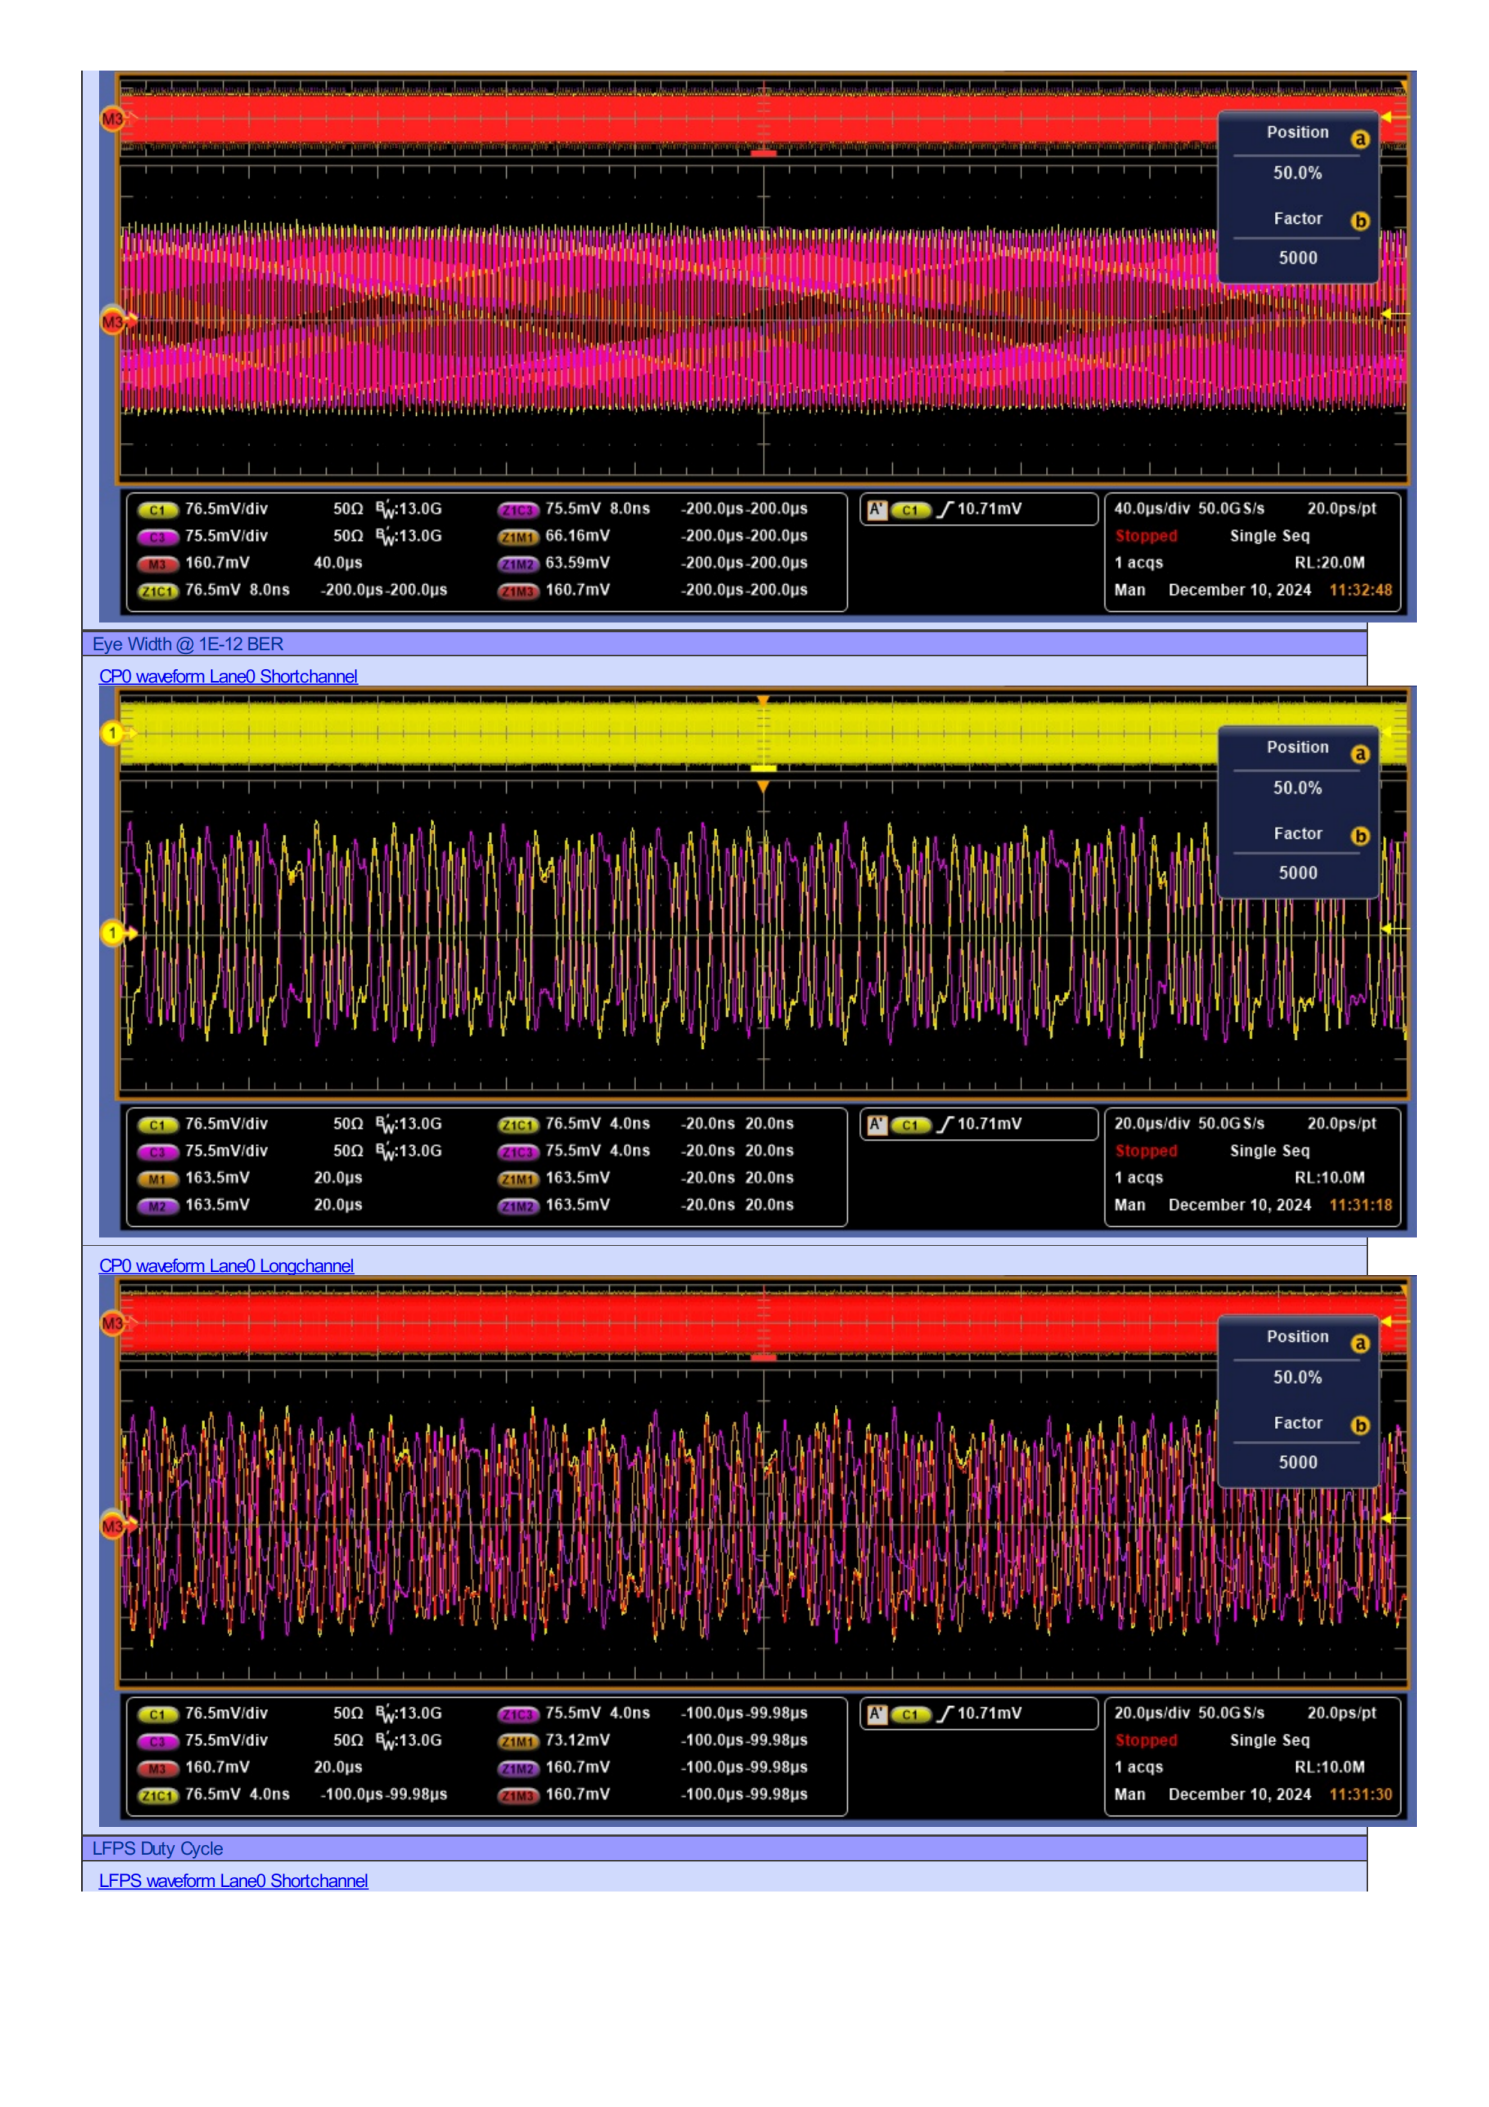 M3
Position a
50.0%
Factor b
5000
M3
C1 76.5mV/div 50Ω BW:13.0G Z1C3 75.5mV 8.0ns -200.0µs-200.0µs A' C1 10.71mV 40.0µs/div 50.0GS/s 20.0ps/pt
C3 75.5mV/div 50Ω BW:13.0G Z1M1 66.16mV -200.0µs-200.0µs Stopped Single Seq
M3 160.7mV 40.0µs Z1M2 63.59mV -200.0µs-200.0µs 1 acqs RL:20.0M
Z1C1 76.5mV 8.0ns -200.0µs-200.0µs Z1M3 160.7mV -200.0µs-200.0µs Man December 10, 2024 11:32:48
Eye Width @ 1E-12 BER
CP0 waveform Lane0 Shortchannel
1
Position a
50.0%
Factor b
5000
1
C1 76.5mV/div 50Ω BW:13.0G Z1C1 76.5mV 4.0ns -20.0ns 20.0ns A' C1 10.71mV 20.0µs/div 50.0GS/s 20.0ps/pt
C3 75.5mV/div 50Ω BW:13.0G Z1C3 75.5mV 4.0ns -20.0ns 20.0ns Stopped Single Seq
M1 163.5mV 20.0µs Z1M1 163.5mV -20.0ns 20.0ns 1 acqs RL:10.0M
M2 163.5mV 20.0µs Z1M2 163.5mV -20.0ns 20.0ns Man December 10, 2024 11:31:18
CP0 waveform Lane0 Longchannel
M3
Position a
50.0%
Factor b
5000
M3
C1 76.5mV/div 50Ω BW:13.0G Z1C3 75.5mV 4.0ns -100.0µs-99.98µs A' C1 10.71mV 20.0µs/div 50.0GS/s 20.0ps/pt
C3 75.5mV/div 50Ω BW:13.0G Z1M1 73.12mV -100.0µs-99.98µs Stopped Single Seq
M3 160.7mV 20.0µs Z1M2 160.7mV -100.0µs-99.98µs 1 acqs RL:10.0M
Z1C1 76.5mV 4.0ns -100.0µs-99.98µs Z1M3 160.7mV -100.0µs-99.98µs Man December 10, 2024 11:31:30
LFPS Duty Cycle
LFPS waveform Lane0 Shortchannel